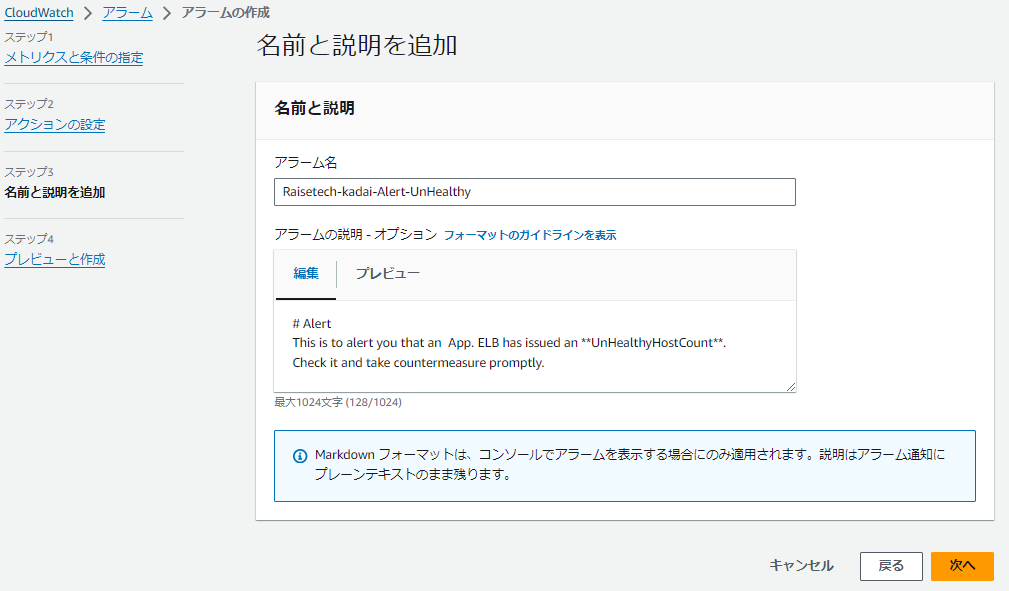 CloudWatch > アラーム > アラームの作成
ステップ1
メトリクスと条件の指定
ステップ2
アクションの設定
ステップ3
名前と説明を追加
ステップ4
プレビューと作成
名前と説明を追加
名前と説明
アラーム名
Raisetech-kadai-Alert-UnHealthy
アラームの説明 - オプション フォーマットのガイドラインを表示
編集 プレビュー
# Alert
This is to alert you that an  App. ELB has issued an **UnHealthyHostCount**.
Check it and take countermeasure promptly.
最大1024文字 (128/1024)
Markdown フォーマットは、コンソールでアラームを表示する場合にのみ適用されます。説明はアラーム通知に
プレーンテキストのまま残ります。
キャンセル 戻る 次へ